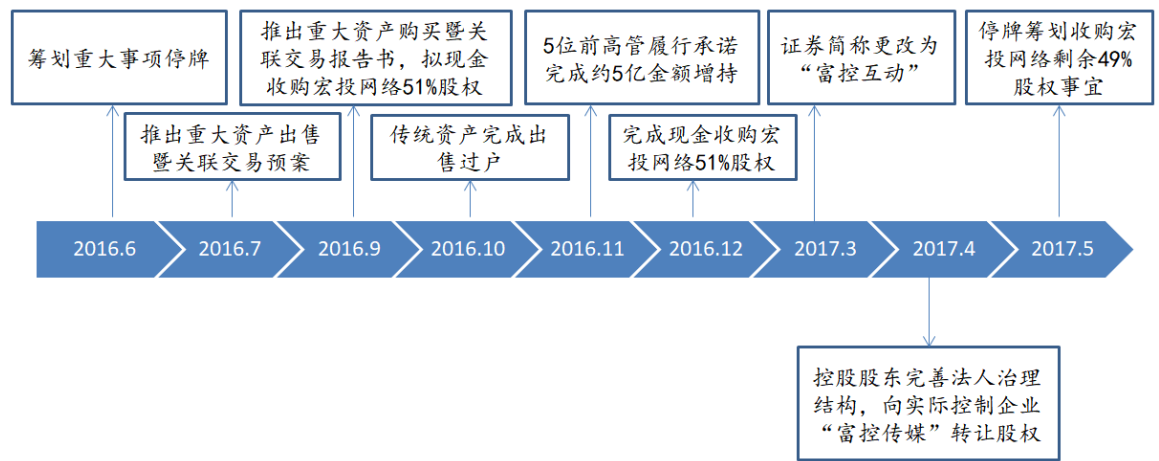 筹划重大事项停牌
推出重大资产购买暨关
联交易报告书，拟现金
收购宏投网络51%股权
5位前高管履行承诺
完成约5亿金额增持
证券简称更改为
“富控互动”
停牌筹划收购宏
投网络剩余49%
股权事宜
推出重大资产出售
暨关联交易预案
传统资产完成出
售过户
完成现金收购宏
投网络51%股权
2016.6
2016.7
2016.9
2016.10
2016.11
2016.12
2017.3
2017.4
2017.5
控股股东完善法人治理
结构，向实际控制企业
“富控传媒”转让股权